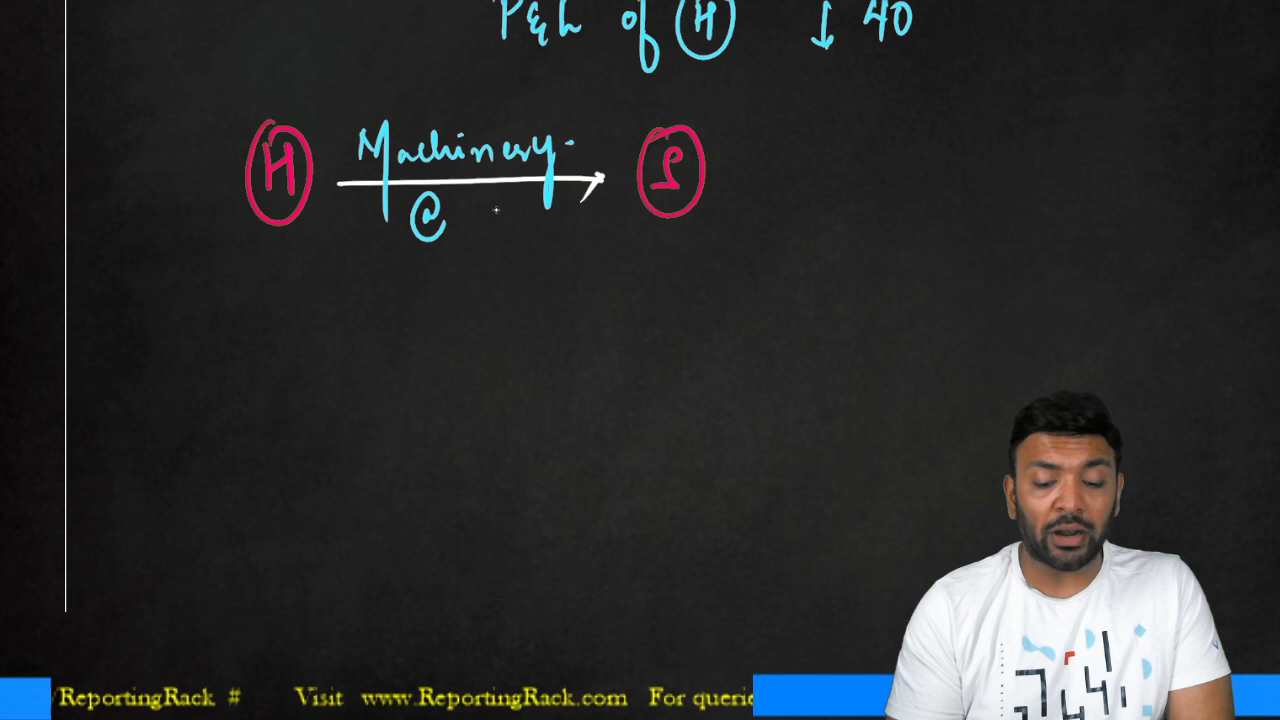 P&L of H ↓ 40
H Machinery. S
@
/ReportingRack # Visit www.ReportingRack.com For querie